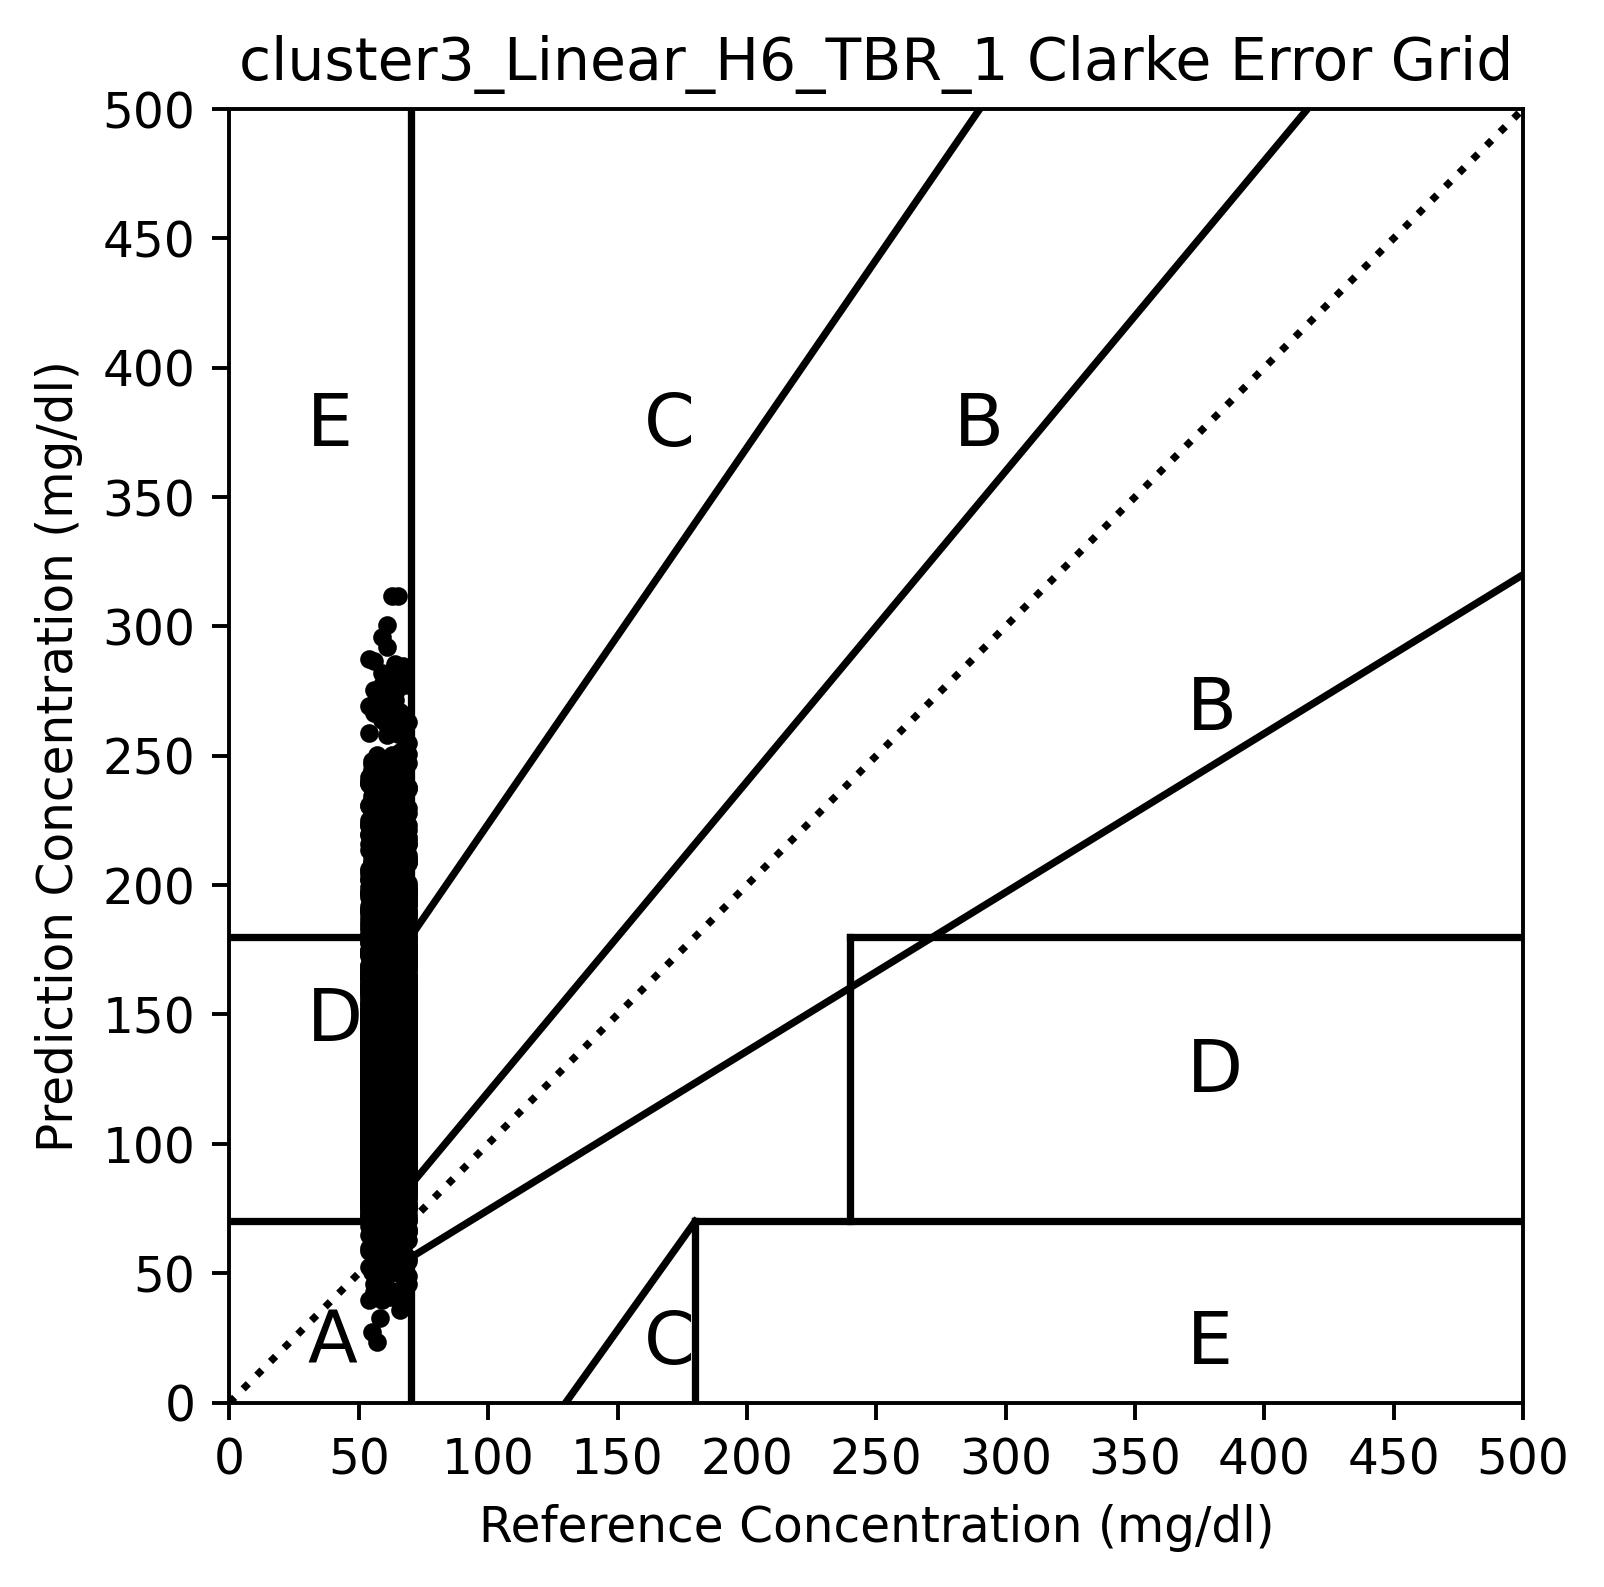 cluster3_Linear_H6_TBR_1 Clarke Error Grid
Prediction Concentration (mg/dl)
500
450
400
350
300
250
200
150
100
50
0
E
C
B
B
D
D
A
C
E
0 50 100 150 200 250 300 350 400 450 500
Reference Concentration (mg/dl)